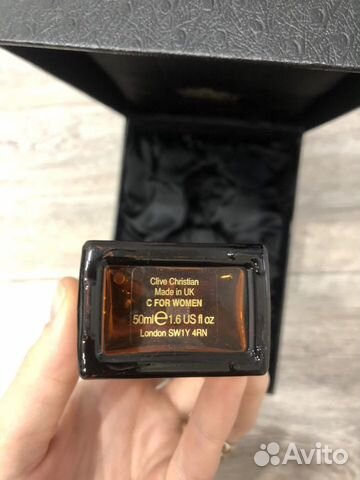 Clive Christian
Made in UK
C FOR WOMEN
50ml℮1.6 US fl oz
London SW1Y 4RN
Avito